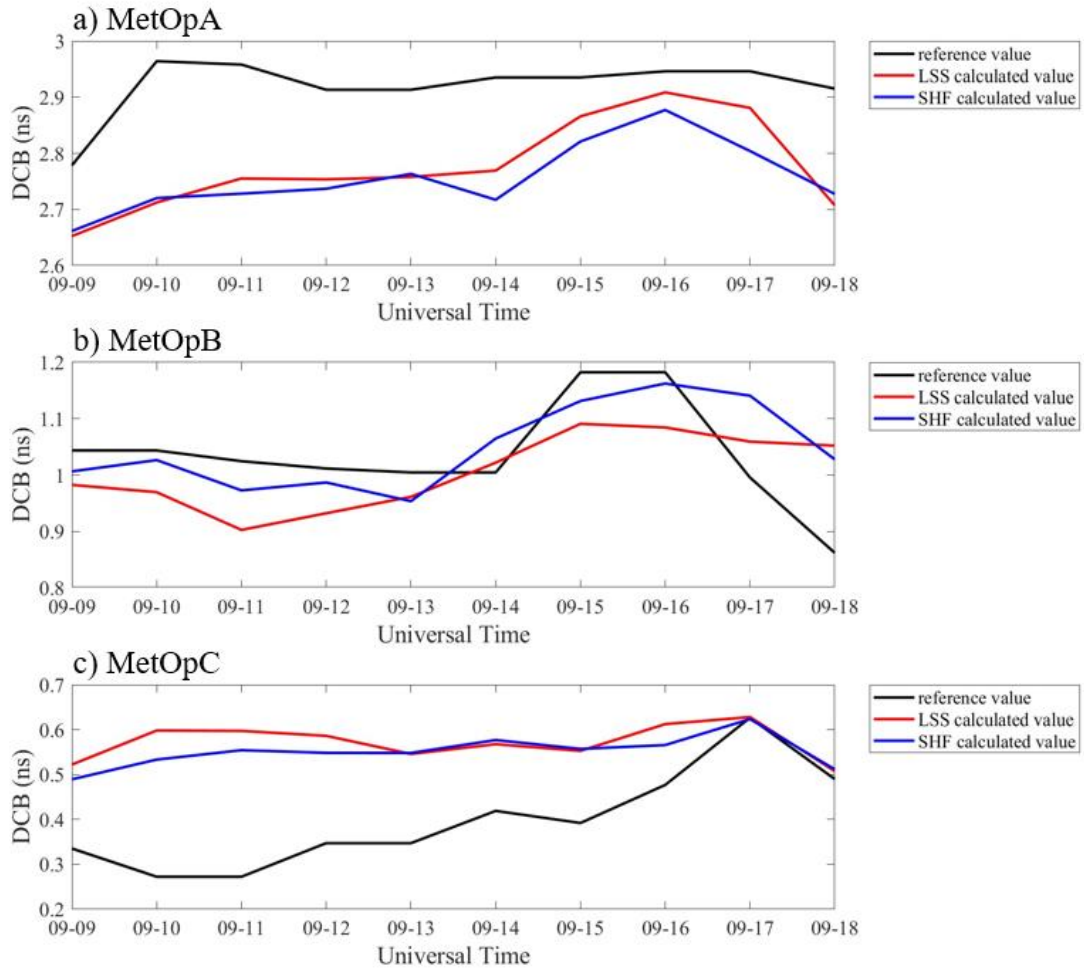 a) MetOpA
3
2.9
2.8
2.7
2.6
DCB (ns)
09-09 09-10 09-11 09-12 09-13 09-14 09-15 09-16 09-17 09-18
Universal Time
reference value
LSS calculated value
SHF calculated value
b) MetOpB
1.2
1.1
1
0.9
0.8
DCB (ns)
09-09 09-10 09-11 09-12 09-13 09-14 09-15 09-16 09-17 09-18
Universal Time
reference value
LSS calculated value
SHF calculated value
c) MetOpC
0.7
0.6
0.5
0.4
0.3
0.2
DCB (ns)
09-09 09-10 09-11 09-12 09-13 09-14 09-15 09-16 09-17 09-18
Universal Time
reference value
LSS calculated value
SHF calculated value